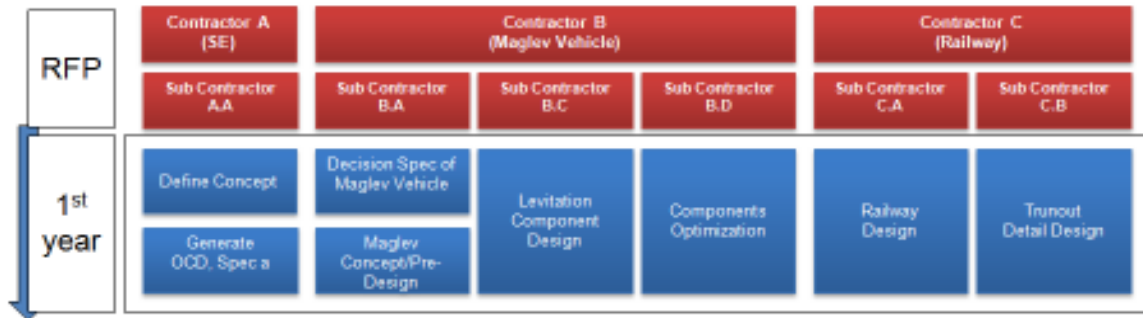 RFP
Contractor A
(SE)
Contractor B
(Maglev Vehicle)
Contractor C
(Railway)
Sub Contractor
A.A
Sub Contractor
B.A
Sub Contractor
B.C
Sub Contractor
B.D
Sub Contractor
C.A
Sub Contractor
C.B
1st
year
Define Concept
Generate
OCD, Spec a
Decision Spec of
Maglev Vehicle
Maglev
Concept/Pre-
Design
Levitation
Component
Design
Components
Optimization
Railway
Design
Trunout
Detail Design